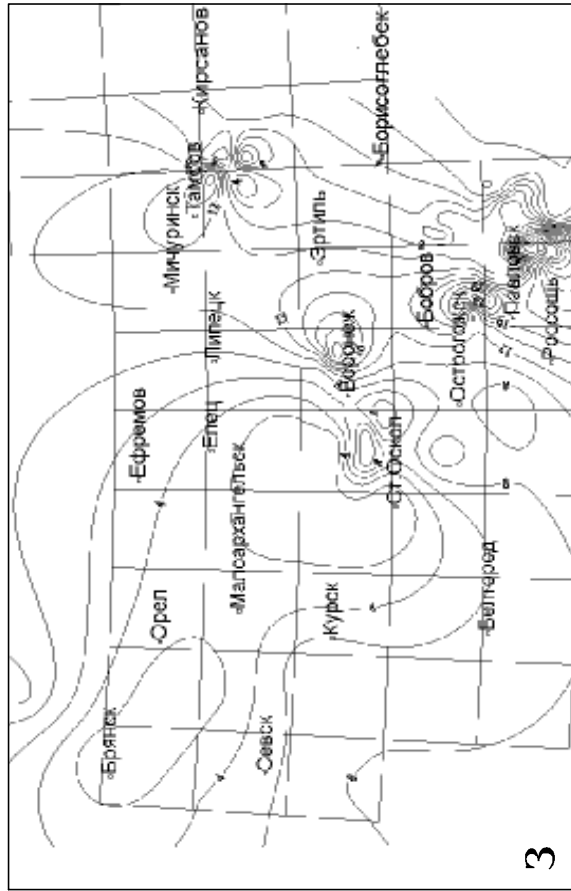 Кирсанов
Тамбов
Мичуринск
Борисоглебск
Эртиль
Липецк
Ефремов
Елец
Воронеж
Бобров
Павловск
Острогожск
Россошь
Малоархангельск
Ст Оскол
Орел
Курск
Белгород
Брянск
Севск
3